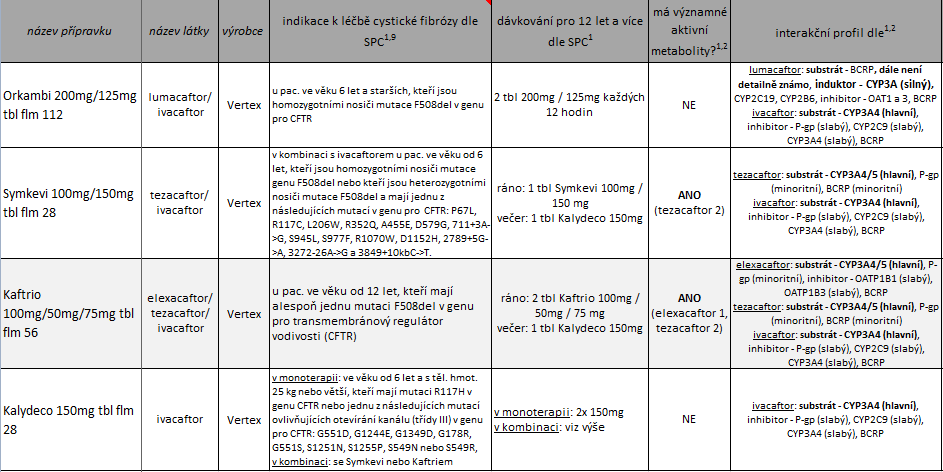 název přípravku
název látky
výrobce
indikace k léčbě cystické fibrózy dle
SPC1,9
dávkování pro 12 let a více
dle SPC1
má významné
aktivní
metabolity?1,2
interakční profil dle1,2
Orkambi 200mg/125mg
tbl flm 112
lumacaftor/
ivacaftor
Vertex
u pac. ve věku 6 let a starších, kteří jsou
homozygotními nosiči mutace F508del v genu
pro CFTR
2 tbl 200mg / 125mg každých
12 hodin
NE
lumacaftor: substrát - BCRP, dále není
detailně známo, induktor - CYP3A (silný),
CYP2C19, CYP2B6, inhibitor - OAT1 a 3, BCRP
ivacaftor: substrát - CYP3A4 (hlavní),
inhibitor - P-gp (slabý), CYP2C9 (slabý),
CYP3A4 (slabý), BCRP
Symkevi 100mg/150mg
tbl flm 28
tezacaftor/
ivacaftor
Vertex
v kombinaci s ivacaftorem u pac. ve věku od 6
let, kteří jsou homozygotními nosiči mutace
genu F508del nebo kteří jsou heterozygotními
nosiči mutace F508del a mají jednu z
následujících mutací v genu pro CFTR: P67L,
R117C, L206W, R352Q, A455E, D579G, 711+3A-
>G, S945L, S977F, R1070W, D1152H, 2789+5G-
>A, 3272-26A->G a 3849+10kbC->T.
ráno: 1 tbl Symkevi 100mg /
150 mg
večer: 1 tbl Kalydeco 150mg
ANO
(tezacaftor 2)
tezacaftor: substrát - CYP3A4/5 (hlavní), P-gp
(minoritní), BCRP (minoritní)
ivacaftor: substrát - CYP3A4 (hlavní),
inhibitor - P-gp (slabý), CYP2C9 (slabý),
CYP3A4 (slabý), BCRP
Kaftrio
100mg/50mg/75mg tbl
flm 56
elexacaftor/
tezacaftor/
ivacaftor
Vertex
u pac. ve věku od 12 let, kteří mají
alespoň jednu mutaci F508del v genu
pro transmembránový regulátor
vodivosti (CFTR)
ráno: 2 tbl Kaftrio 100mg /
50mg / 75 mg
večer: 1 tbl Kalydeco 150mg
ANO
(elexacaftor 1,
tezacaftor 2)
elexacaftor: substrát - CYP3A4/5 (hlavní), P-
gp (minoritní), inhibitor - OATP1B1 (slabý),
OATP1B3 (slabý), BCRP
tezacaftor: substrát - CYP3A4/5 (hlavní), P-gp
(minoritní), BCRP (minoritní)
ivacaftor: substrát - CYP3A4 (hlavní),
inhibitor - P-gp (slabý), CYP2C9 (slabý),
CYP3A4 (slabý), BCRP
Kalydeco 150mg tbl flm
28
ivacaftor
Vertex
v monoterapii: ve věku od 6 let a s těl. hmot.
25 kg nebo větší, kteří mají mutaci R117H v
genu CFTR nebo jednu z následujících mutací
ovlivňujících otevírání kanálu (třídy III) v genu
pro CFTR: G551D, G1244E, G1349D, G178R,
G551S, S1251N, S1255P, S549N nebo S549R,
v kombinaci: se Symkevi nebo Kaftriem
v monoterapii: 2x 150mg
v kombinaci: viz výše
NE
ivacaftor: substrát - CYP3A4 (hlavní),
inhibitor - P-gp (slabý), CYP2C9 (slabý),
CYP3A4 (slabý), BCRP